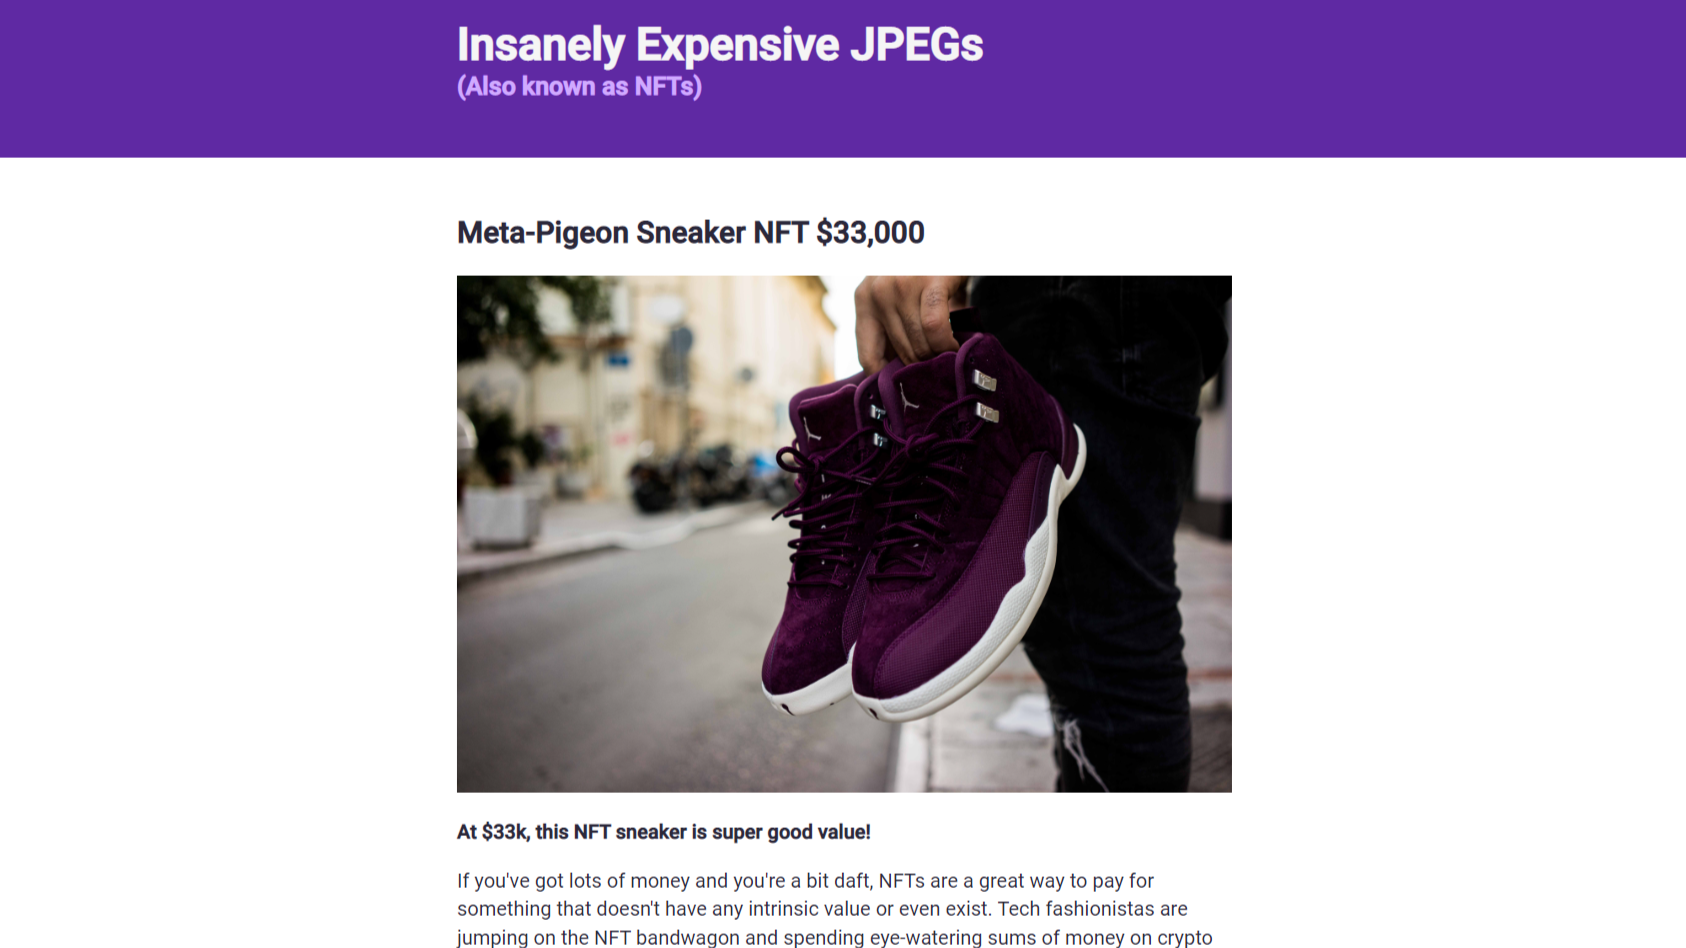 Insanely Expensive JPEGs
(Also known as NFTs)
Meta-Pigeon Sneaker NFT $33,000
At $33k, this NFT sneaker is super good value!
If you've got lots of money and you're a bit daft, NFTs are a great way to pay for
something that doesn't have any intrinsic value or even exist. Tech fashionistas are
jumping on the NFT bandwagon and spending eye-watering sums of money on crypto